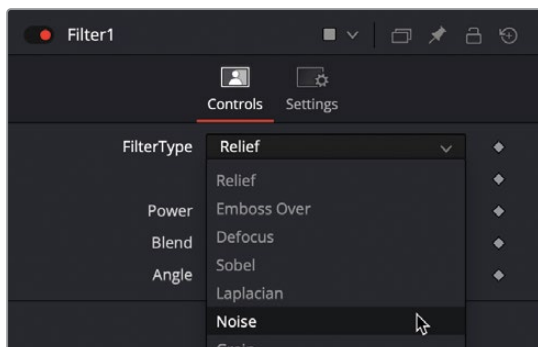 Filter1
Controls Settings
FilterType Relief
Relief
Power Emboss Over
Blend Defocus
Angle Sobel
Laplacian
Noise